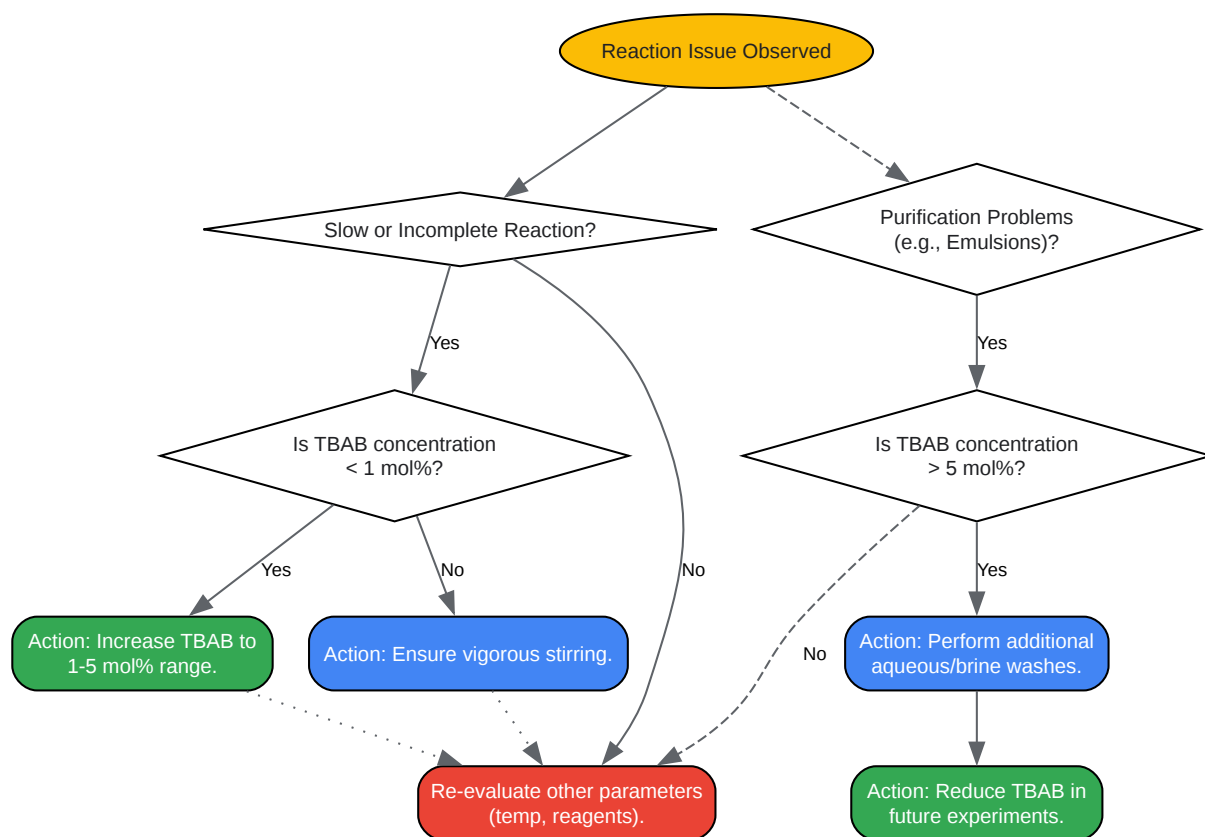 Reaction Issue Observed
Slow or Incomplete Reaction?
Purification Problems
(e.g., Emulsions)?
Yes
Yes
Is TBAB concentration
< 1 mol%?
Is TBAB concentration
> 5 mol%?
Yes
No
No
Yes
Action: Increase TBAB to
1-5 mol% range.
Action: Ensure vigorous stirring.
No
Action: Perform additional
aqueous/brine washes.
Re-evaluate other parameters
(temp, reagents).
Action: Reduce TBAB in
future experiments.